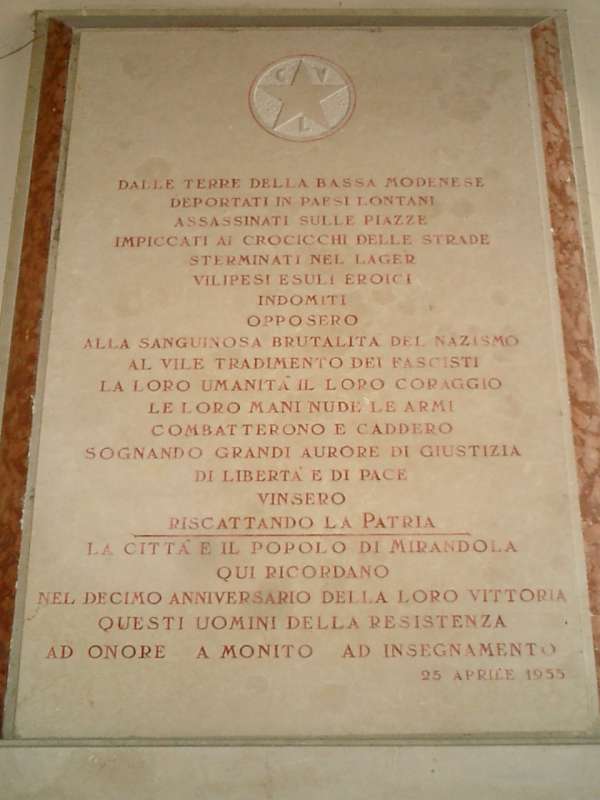 C V L
DALLE TERRE DELLA BASSA MODENESE
DEPORTATI IN PAESI LONTANI
ASSASSINATI SULLE PIAZZE
IMPICCATI AI CROCICCHI DELLE STRADE
STERMINATI NEL LAGER
VILIPESI ESULI EROICI
INDOMITI
OPPOSERO
ALLA SANGUINOSA BRUTALITÀ DEL NAZISMO
AL VILE TRADIMENTO DEI FASCISTI
LA LORO UMANITÀ IL LORO CORAGGIO
LE LORO MANI NUDE LE ARMI
COMBATTERONO E CADDERO
SOGNANDO GRANDI AURORE DI GIUSTIZIA
DI LIBERTÀ E DI PACE
VINSERO
RISCATTANDO LA PATRIA
LA CITTÀ E IL POPOLO DI MIRANDOLA
QUI RICORDANO
NEL DECIMO ANNIVERSARIO DELLA LORO VITTORIA
QUESTI UOMINI DELLA RESISTENZA
AD ONORE A MONITO AD INSEGNAMENTO
25 APRILE 1955